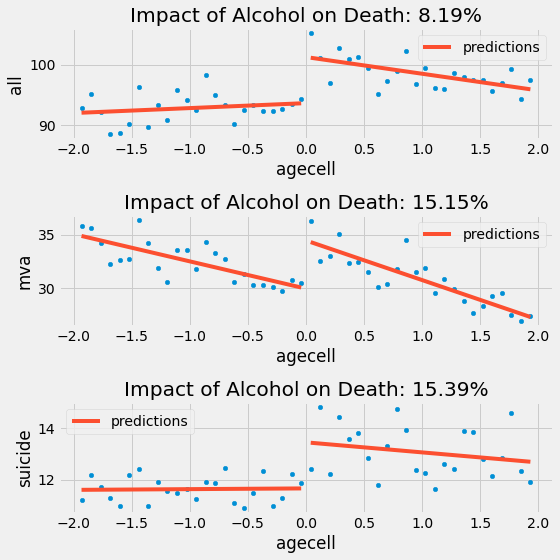 Impact of Alcohol on Death: 8.19%
predictions
all
100
90
−2.0 −1.5 −1.0 −0.5 0.0 0.5 1.0 1.5 2.0
agecell
Impact of Alcohol on Death: 15.15%
predictions
mva
35
30
−2.0 −1.5 −1.0 −0.5 0.0 0.5 1.0 1.5 2.0
agecell
Impact of Alcohol on Death: 15.39%
predictions
suicide
14
12
−2.0 −1.5 −1.0 −0.5 0.0 0.5 1.0 1.5 2.0
agecell